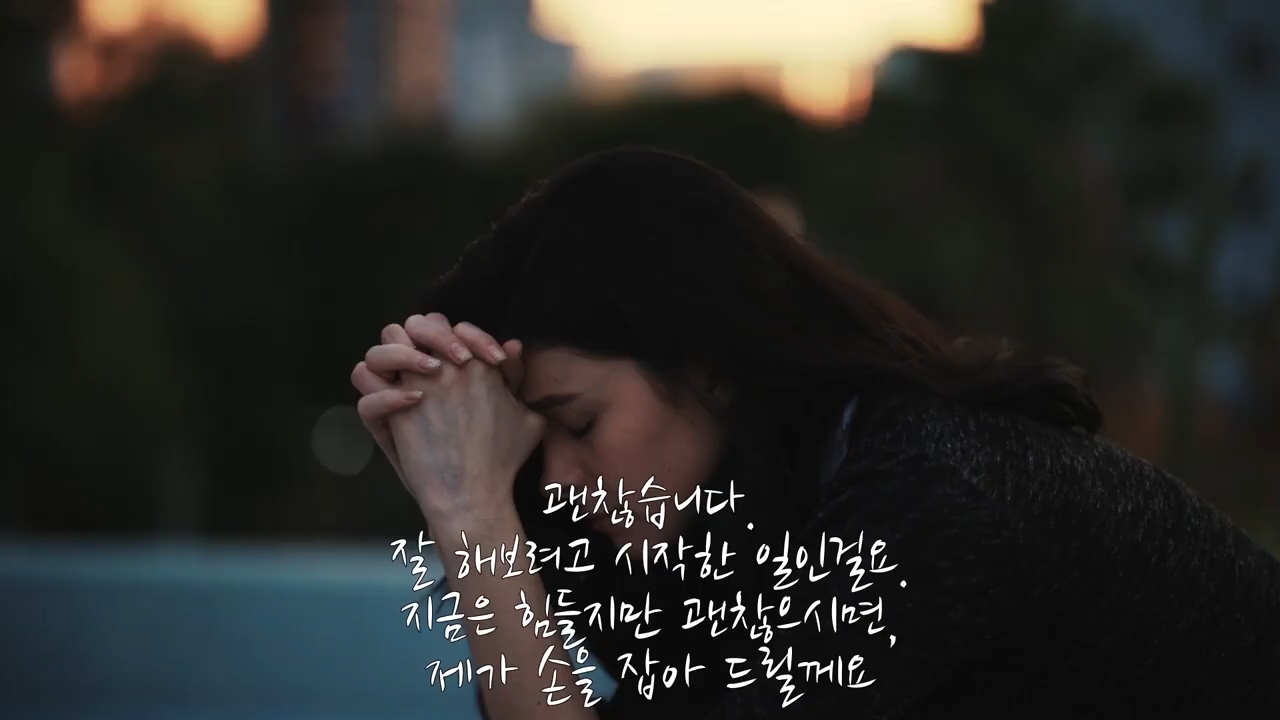 괜찮습니다.
잘 해보려고 시작한 일인걸요.
지금은 힘들지만 괜찮으시면,
제가 손을 잡아 드릴께요